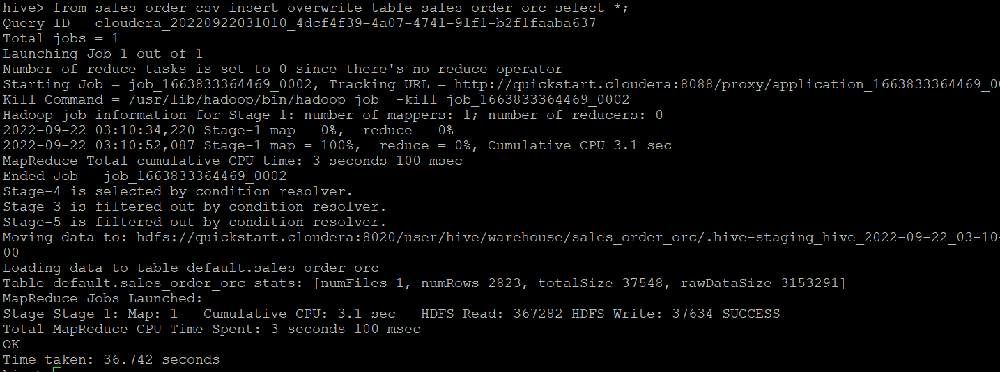 hive> from sales_order_csv insert overwrite table sales_order_orc select *;
Query ID = cloudera_20220922031010_4dcf4f39-4a07-4741-91f1-b2f1faaba637
Total jobs = 1
Launching Job 1 out of 1
Number of reduce tasks is set to 0 since there's no reduce operator
Starting Job = job_1663833364469_0002, Tracking URL = http://quickstart.cloudera:8088/proxy/application_1663833364469_00
Kill Command = /usr/lib/hadoop/bin/hadoop job  -kill job_1663833364469_0002
Hadoop job information for Stage-1: number of mappers: 1; number of reducers: 0
2022-09-22 03:10:34,220 Stage-1 map = 0%,  reduce = 0%
2022-09-22 03:10:52,087 Stage-1 map = 100%,  reduce = 0%, Cumulative CPU 3.1 sec
MapReduce Total cumulative CPU time: 3 seconds 100 msec
Ended Job = job_1663833364469_0002
Stage-4 is selected by condition resolver.
Stage-3 is filtered out by condition resolver.
Stage-5 is filtered out by condition resolver.
Moving data to: hdfs://quickstart.cloudera:8020/user/hive/warehouse/sales_order_orc/.hive-staging_hive_2022-09-22_03-10-
00
Loading data to table default.sales_order_orc
Table default.sales_order_orc stats: [numFiles=1, numRows=2823, totalSize=37548, rawDataSize=3153291]
MapReduce Jobs Launched:
Stage-Stage-1: Map: 1   Cumulative CPU: 3.1 sec   HDFS Read: 367282 HDFS Write: 37634 SUCCESS
Total MapReduce CPU Time Spent: 3 seconds 100 msec
OK
Time taken: 36.742 seconds
hive>